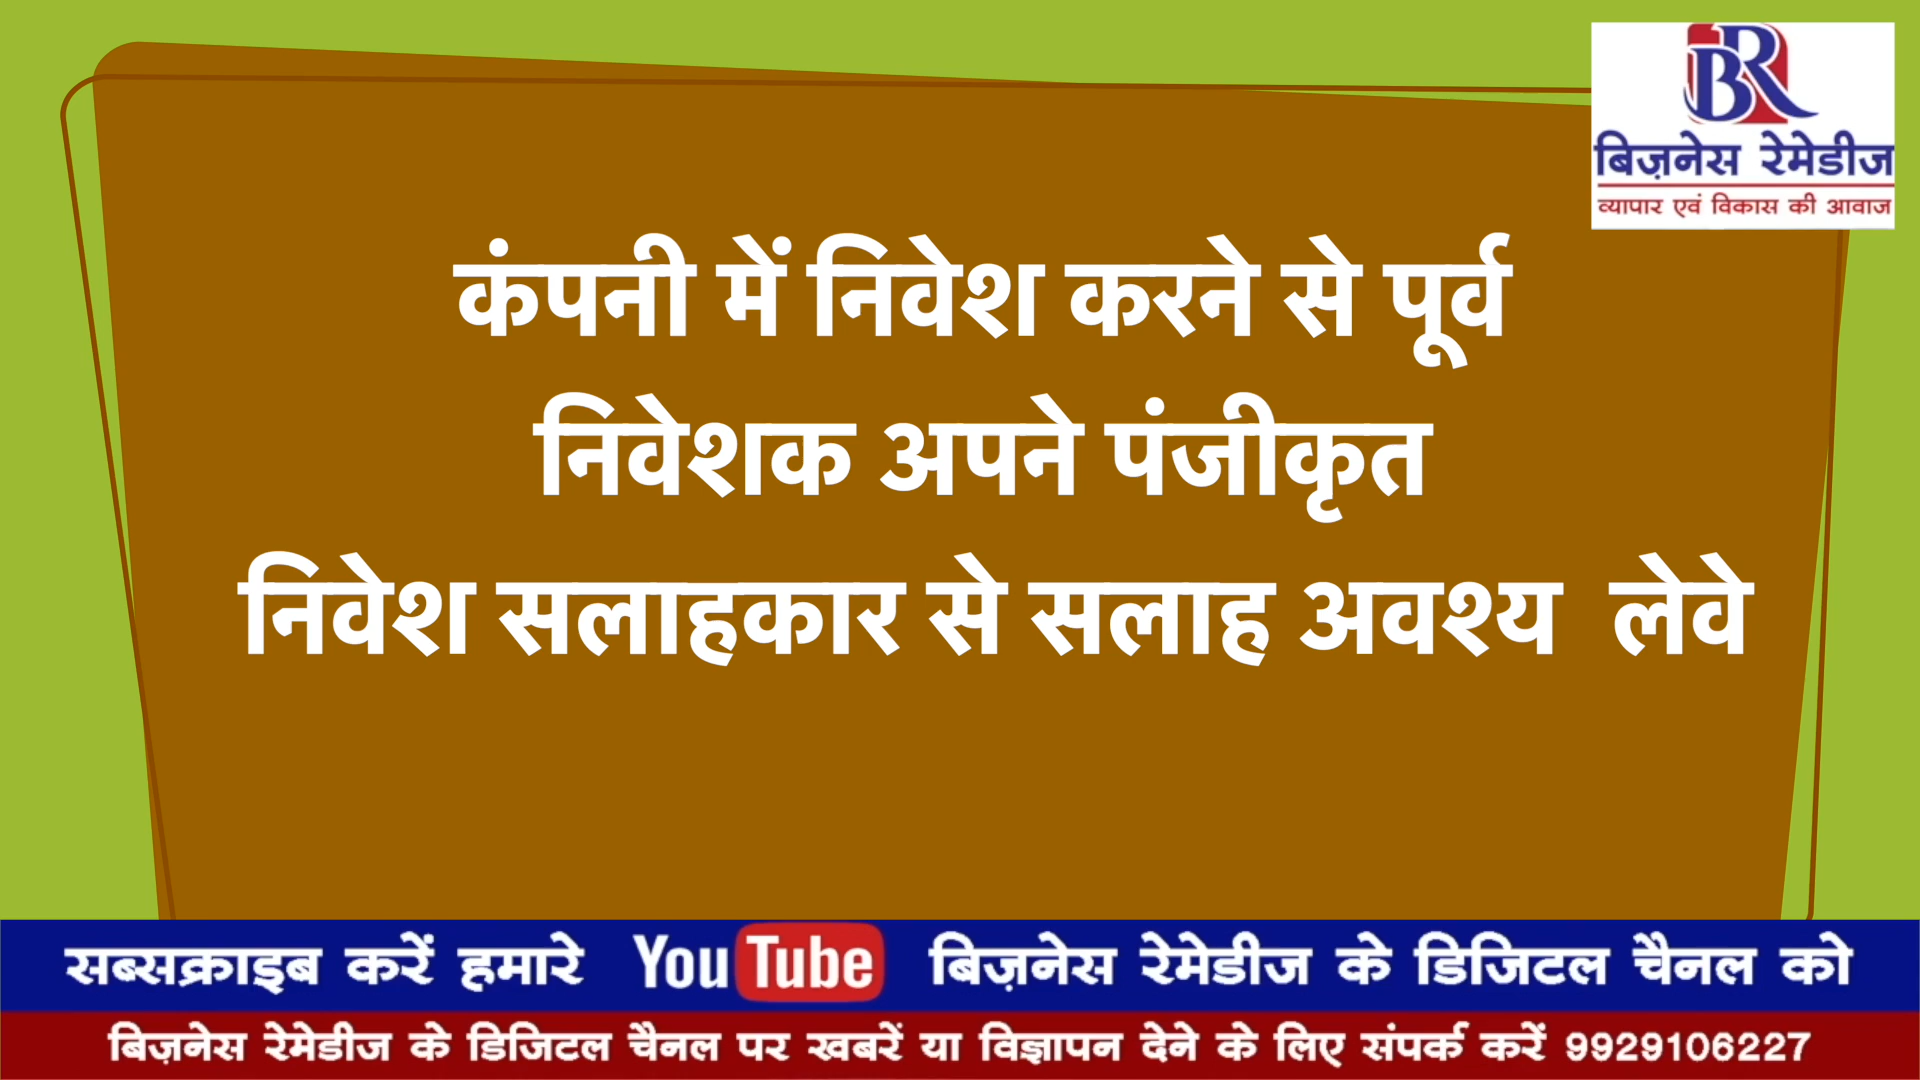 BR
बिज़नेस रेमेडीज
व्यापार एवं विकास की आवाज
कंपनी में निवेश करने से पूर्व
निवेशक अपने पंजीकृत
निवेश सलाहकार से सलाह अवश्य लेवे
सब्सक्राइब करें हमारे YouTube बिज़नेस रेमेडीज के डिजिटल चैनल को
बिज़नेस रेमेडीज के डिजिटल चैनल पर खबरें या विज्ञापन देने के लिए संपर्क करें 9929106227